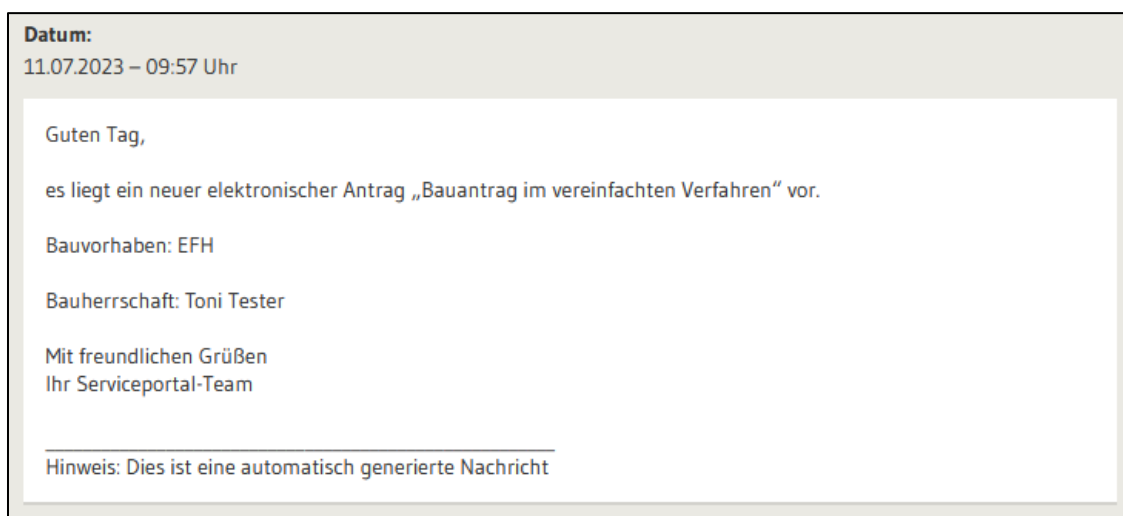 Datum:
11.07.2023 – 09:57 Uhr
Guten Tag,
es liegt ein neuer elektronischer Antrag „Bauantrag im vereinfachten Verfahren“ vor.
Bauvorhaben: EFH
Bauherrschaft: Toni Tester
Mit freundlichen Grüßen
Ihr Serviceportal-Team
Hinweis: Dies ist eine automatisch generierte Nachricht